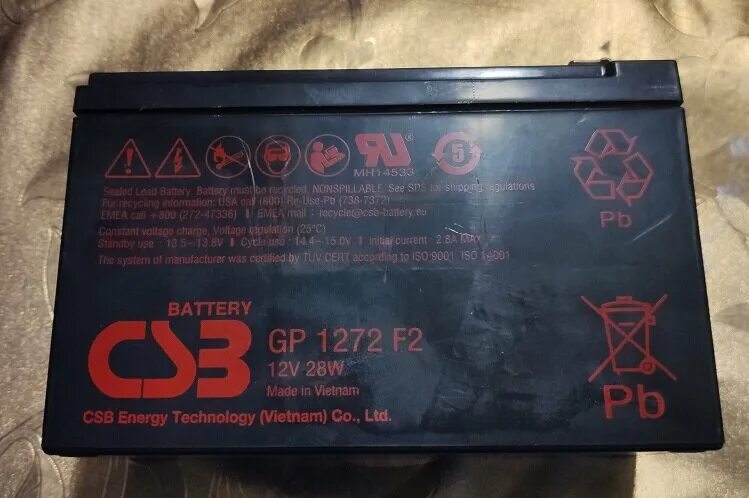 MH14533
5
Sealed Lead-Battery. Battery must be recycled. NONSPILLABLE. See SDS for shipping regulations
For recycling information: USA call (800) Re-Use-Pb (738-7372)
EMEA call +800 (272-47336) | EMEA mail : recycle@csb-battery.eu
Constant voltage charge, Voltage regulation (25°C)
Standby use : 13.5~13.8V | Cycle use : 14.4~15.0V | Initial current : 2.8A MAX
The system of manufacturer was certified by TUV CERT according to ISO 9001 ISO 14001
Pb
BATTERY
CSB
GP 1272 F2
12V 28W
Made in Vietnam
CSB Energy Technology (Vietnam) Co., Ltd.
Pb